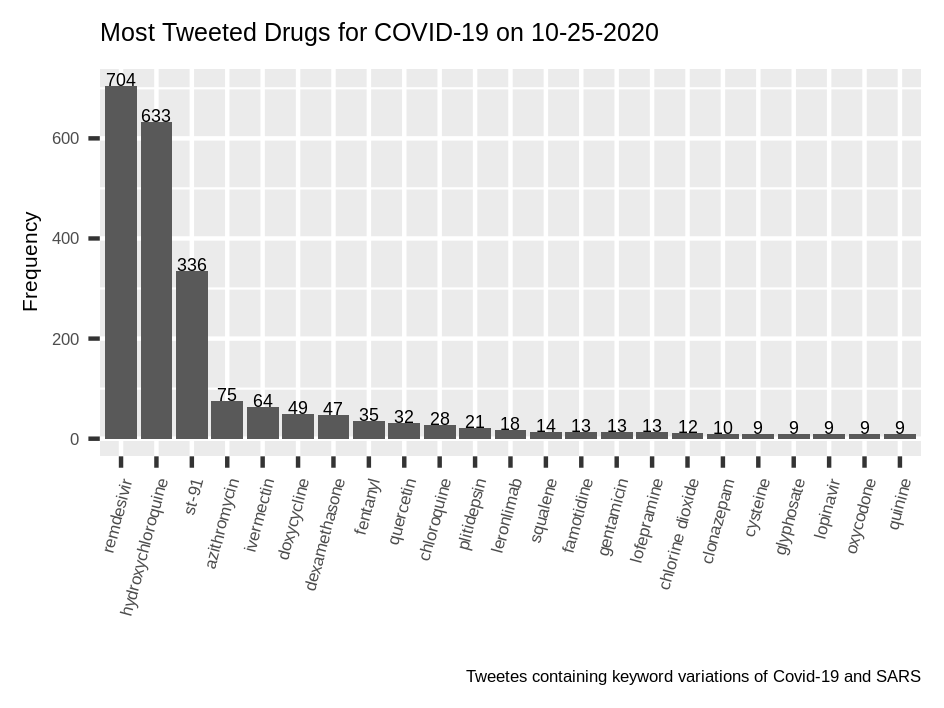 Most Tweeted Drugs for COVID-19 on 10-25-2020
Frequency
600
400
200
0
704
633
336
75
64
49
47
35
32
28
21
18
14
13
13
13
12
10
9
9
9
9
9
remdesivir
hydroxychloroquine
st-91
azithromycin
ivermectin
doxycycline
dexamethasone
fentanyl
quercetin
chloroquine
plitidepsin
leronlimab
squalene
famotidine
gentamicin
lofepramine
chlorine dioxide
clonazepam
cysteine
glyphosate
lopinavir
oxycodone
quinine
Tweetes containing keyword variations of Covid-19 and SARS